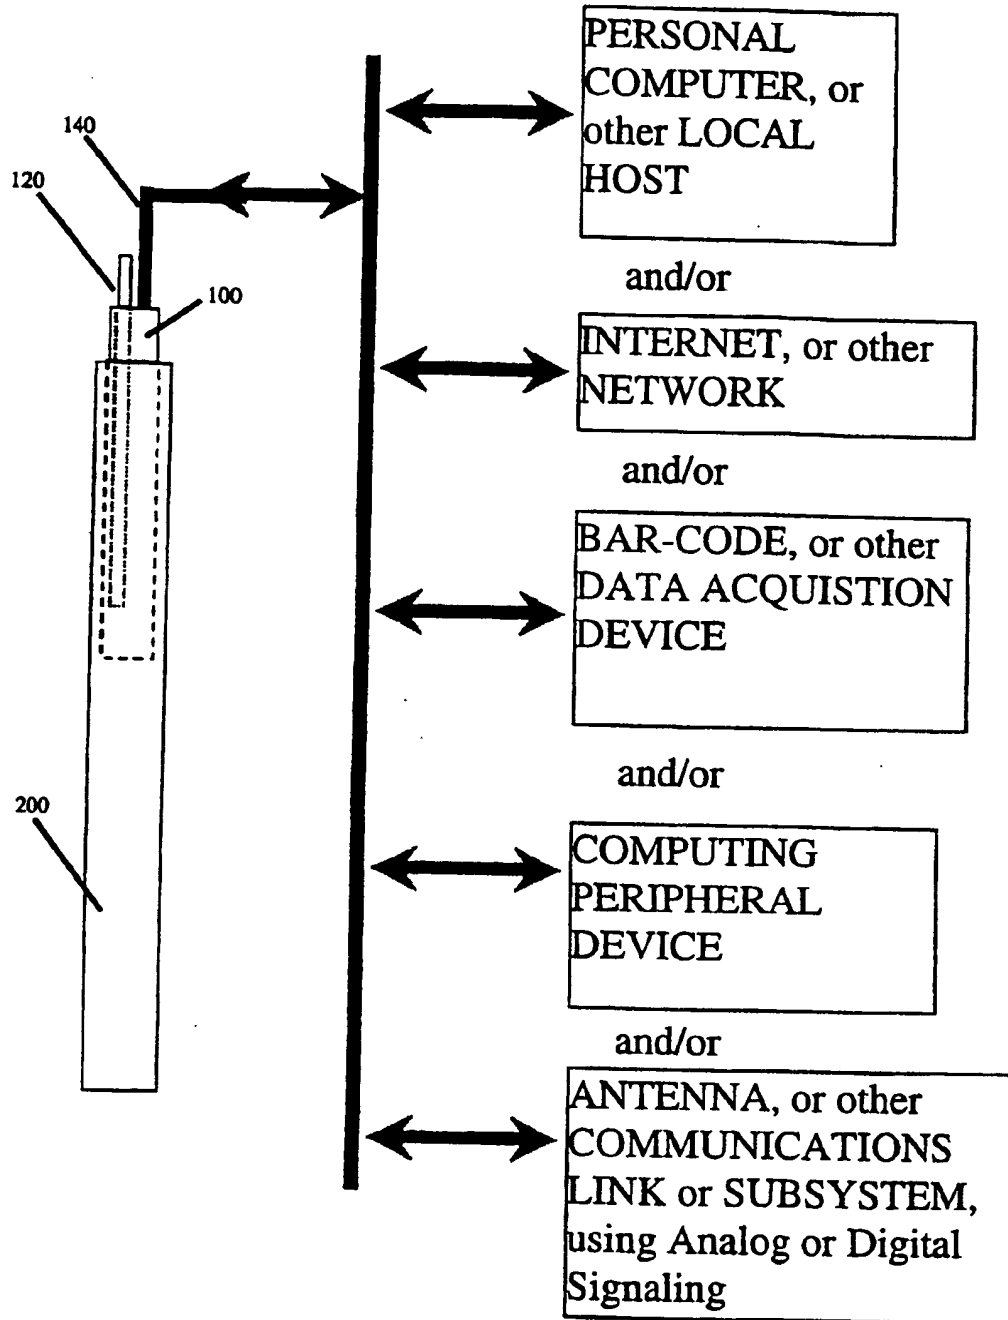 PERSONAL
COMPUTER, or
other LOCAL
HOST
and/or
INTERNET, or other
NETWORK
and/or
BAR-CODE, or other
DATA ACQUISTION
DEVICE
and/or
COMPUTING
PERIPHERAL
DEVICE
and/or
ANTENNA, or other
COMMUNICATIONS
LINK or SUBSYSTEM,
using Analog or Digital
Signaling
140
120
100
200